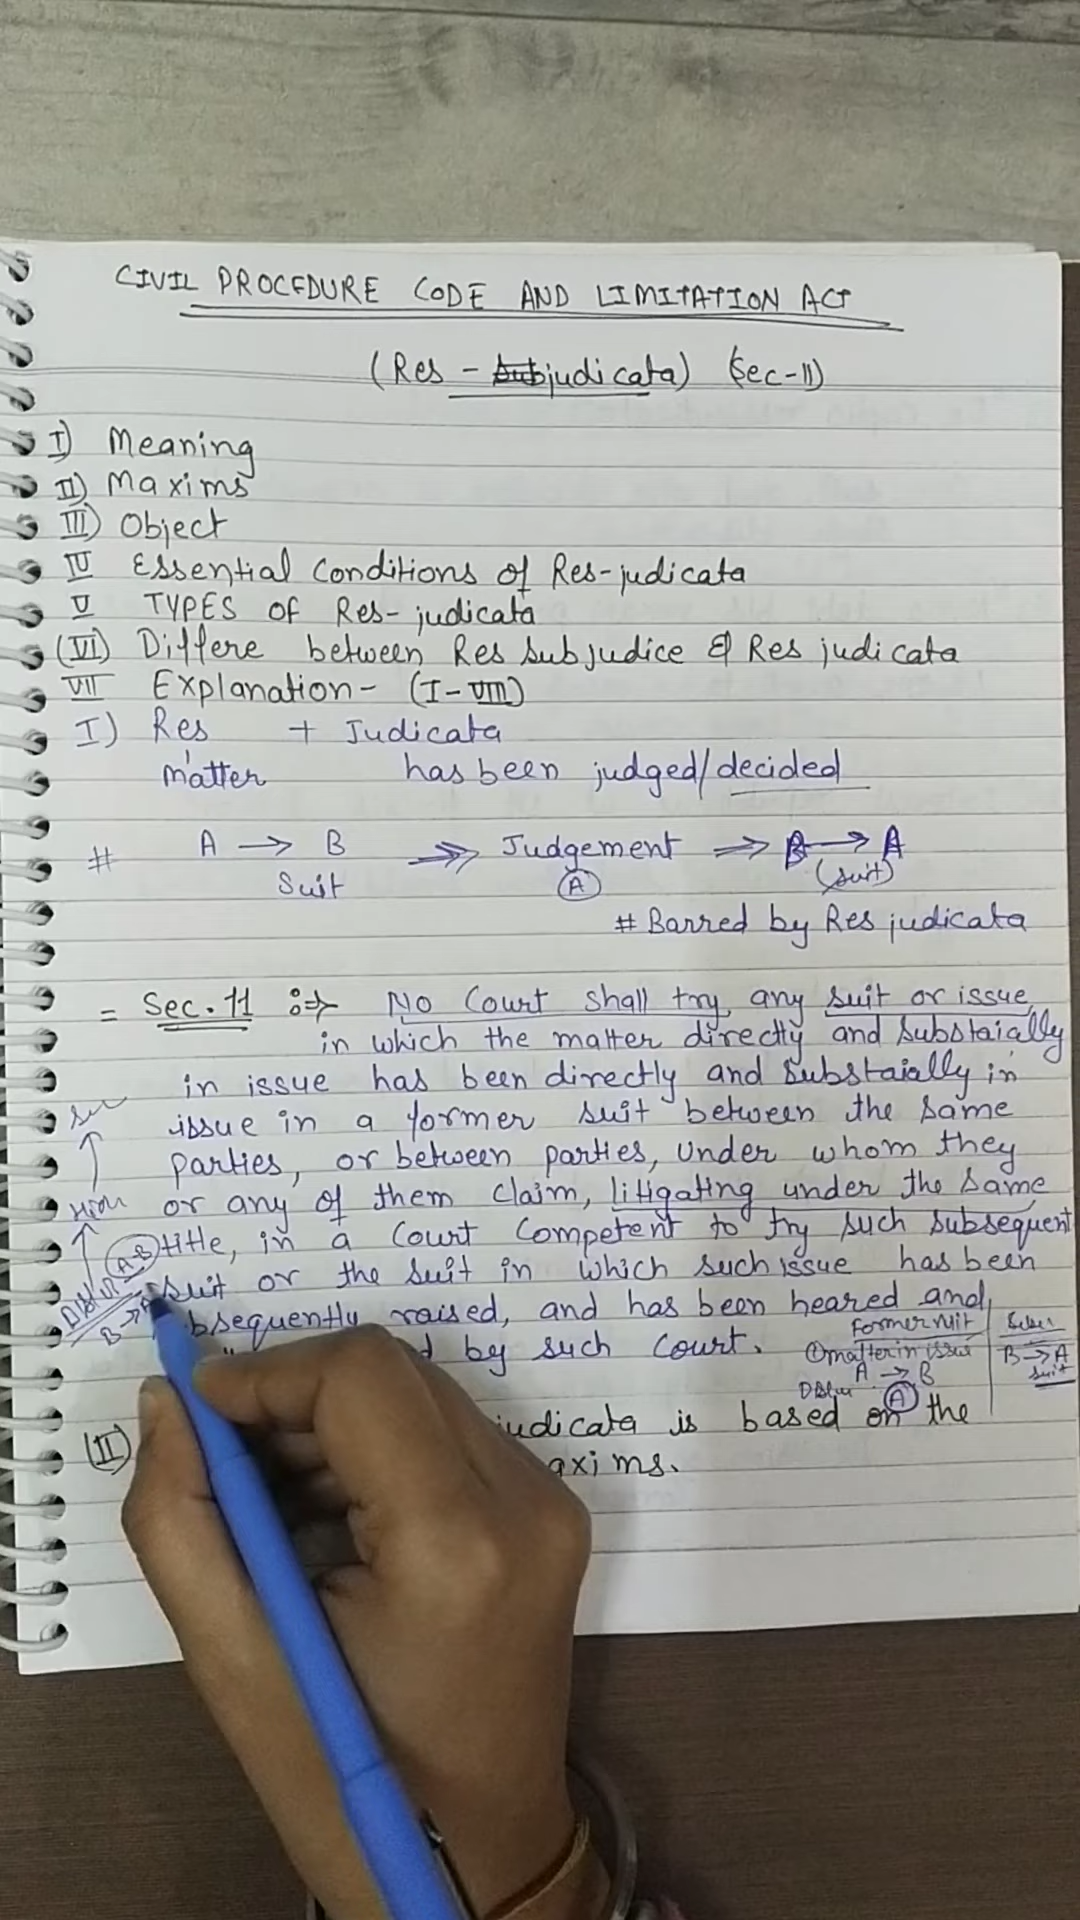 CIVIL PROCEDURE CODE AND LIMITATION ACT
(Res - judicata) (Sec-11)
I) Meaning
II) Maxims
III) Object
IV Essential Conditions of Res-judicata
V TYPES of Res-judicata
(VI) Differe between Res Subjudice & Res judicata
VII Explanation- (I-VIII)
I) Res + Judicata
matter has been judged/decided
# A → B ⇒ Judgement ⇒ B → A
Suit (A) (suit)
# Barred by Res judicata
= Sec. 11 :⇒ No Court shall try any suit or issue
in which the matter directly and Substaially
in issue has been directly and Substaially in
issue in a former suit between the same
parties, or between parties, under whom they
or any of them claim, litigating under the same
title, in a Court Competent to try such subsequent
suit or the suit in which such issue has been
bsequently raised, and has been heared and
by such Court.
High
A-B
B →
Former
① matter in issue
A → B
(A)
B → A
suit
(II) judicata is based on the
axims.